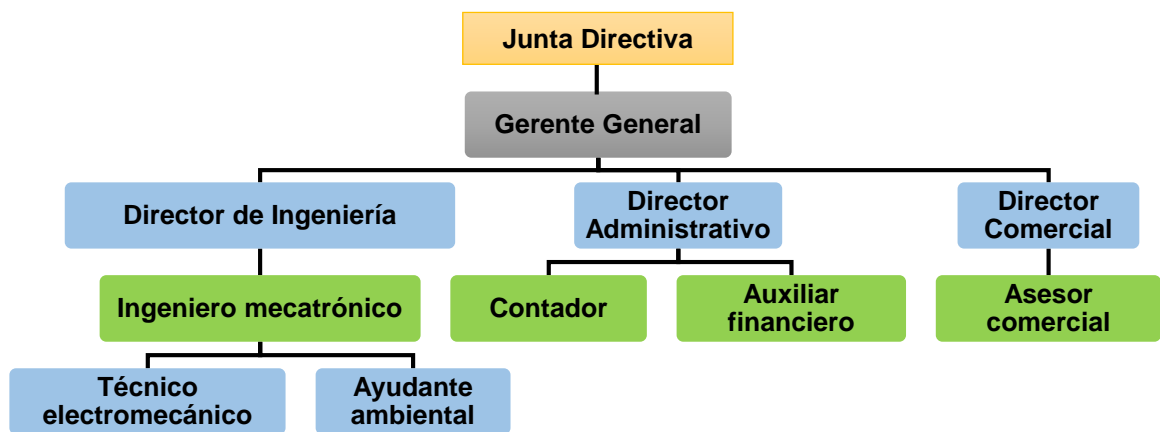 Junta Directiva
Gerente General
Director de Ingeniería
Director
Administrativo
Director
Comercial
Ingeniero mecatrónico
Contador
Auxiliar
financiero
Asesor
comercial
Técnico
electromecánico
Ayudante
ambiental